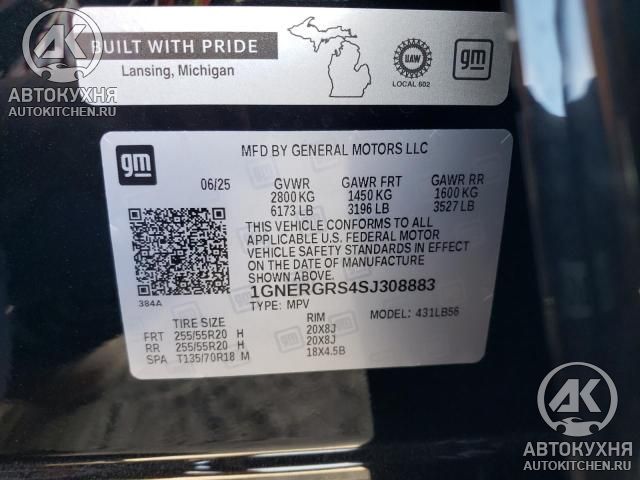 BUILT WITH PRIDE
Lansing, Michigan
UAW
LOCAL 602
gm
AK
АВТОКУХНЯ
AUTOKITCHEN.RU
gm
MFD BY GENERAL MOTORS LLC
06/25 GVWR GAWR FRT GAWR RR
2800 KG 1450 KG 1600 KG
6173 LB 3196 LB 3527 LB
THIS VEHICLE CONFORMS TO ALL
APPLICABLE U.S. FEDERAL MOTOR
VEHICLE SAFETY STANDARDS IN EFFECT
ON THE DATE OF MANUFACTURE
SHOWN ABOVE.
1GNERGRS4SJ308883
TYPE: MPV MODEL: 431LB56
384A
TIRE SIZE RIM
FRT 255/55R20 H 20X8J
RR 255/55R20 H 20X8J
SPA T135/70R18 M 18X4.5B
AK
АВТОКУХНЯ
AUTOKITCHEN.RU